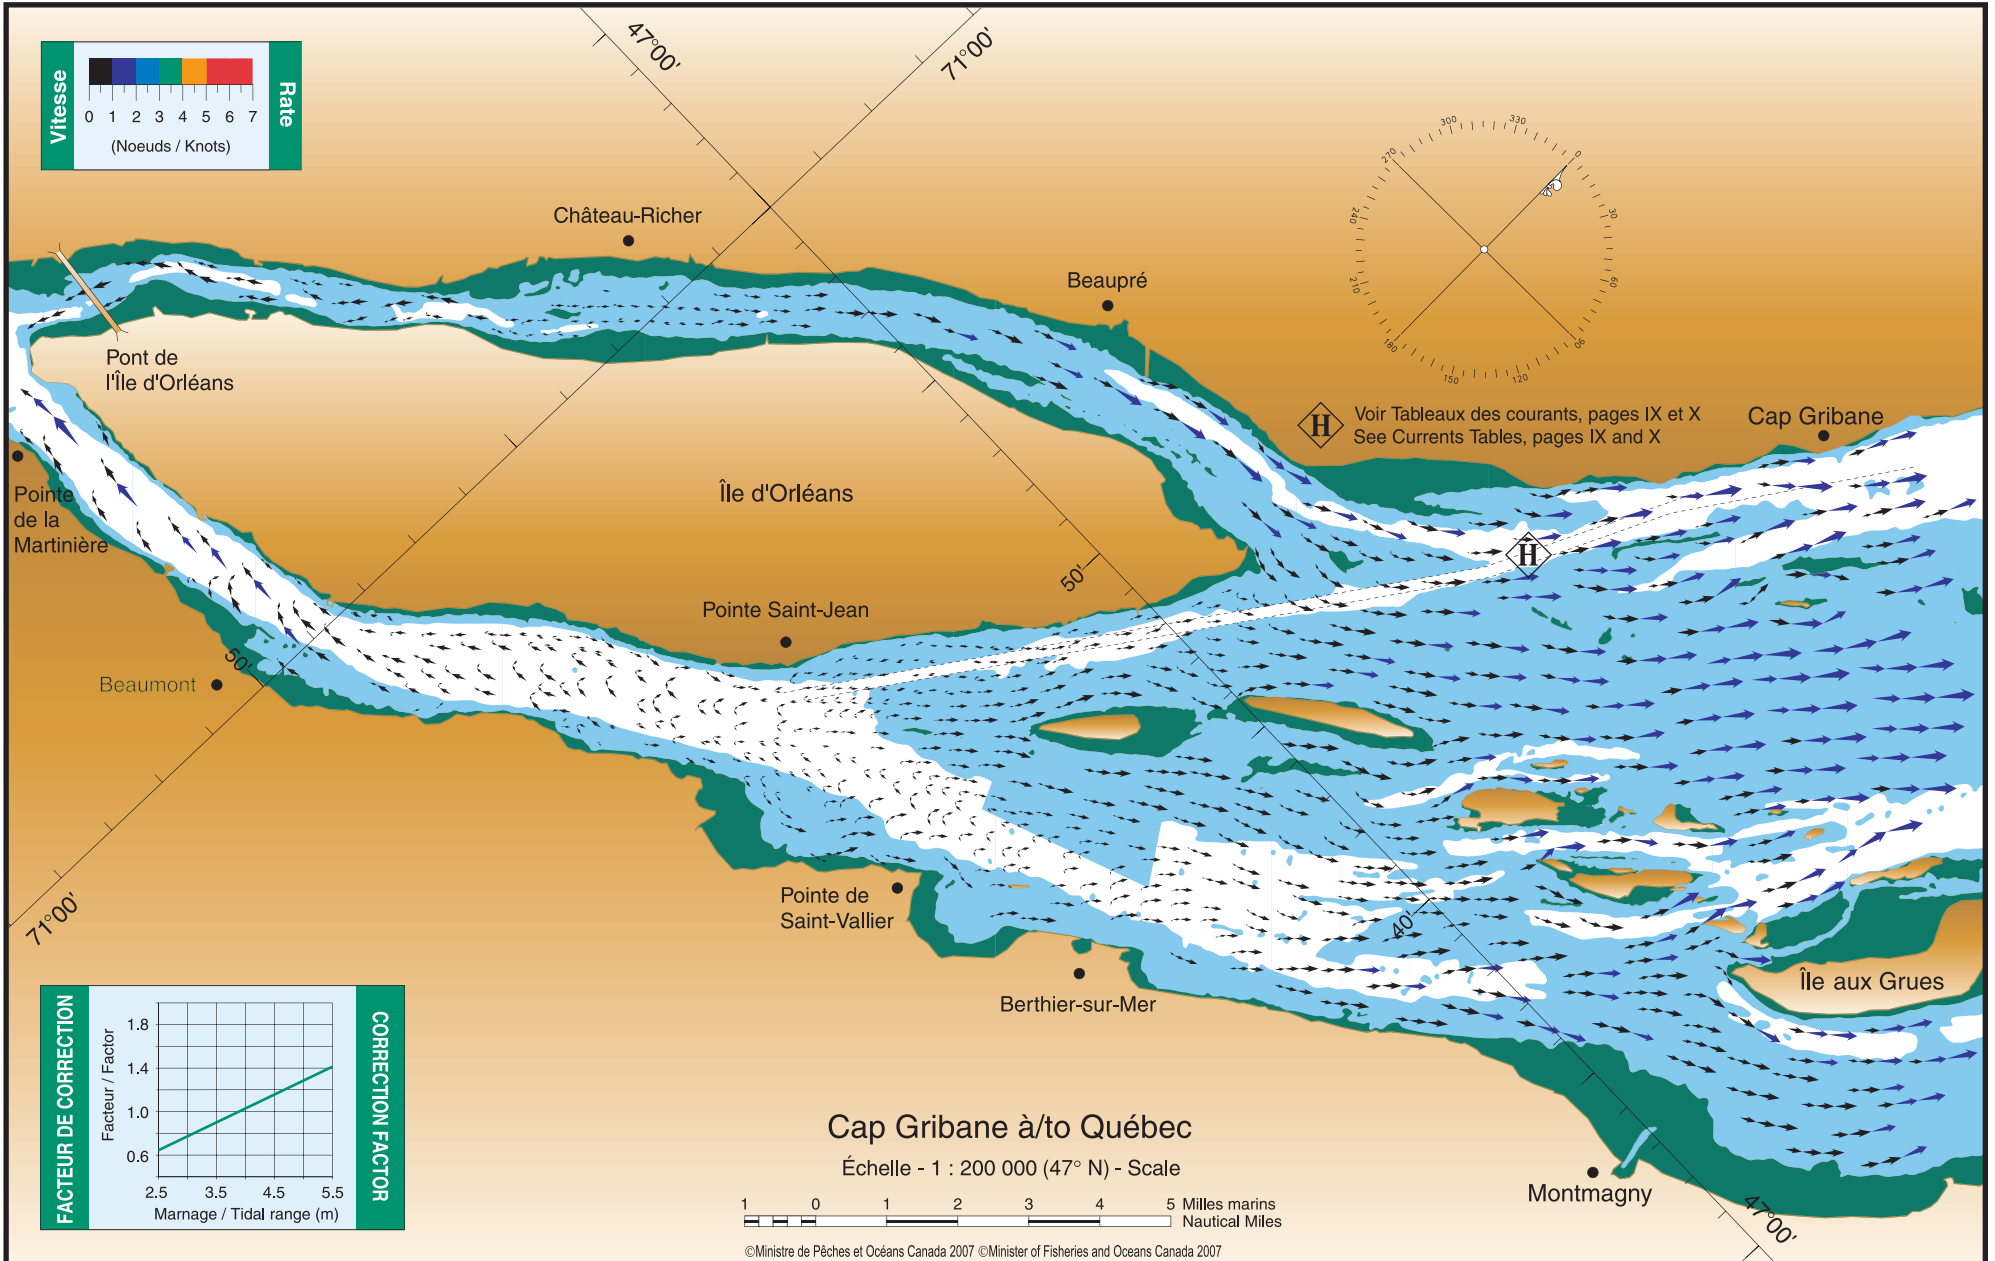 Vitesse
Rate
0 1 2 3 4 5 6 7
(Noeuds / Knots)
47°00'
71°00'
Château-Richer
Beaupré
300
330
0
30
60
90
120
150
180
210
240
270
Pont de
l'Île d'Orléans
H
Voir Tableaux des courants, pages IX et X
See Currents Tables, pages IX and X
Cap Gribane
Pointe
de la
Martinière
Île d'Orléans
H
50'
Pointe Saint-Jean
50'
Beaumont
Pointe de
Saint-Vallier
71°00'
40'
Berthier-sur-Mer
Île aux Grues
FACTEUR DE CORRECTION
CORRECTION FACTOR
Facteur / Factor
1.8
1.4
1.0
0.6
2.5 3.5 4.5 5.5
Marnage / Tidal range (m)
Cap Gribane à/to Québec
Échelle - 1 : 200 000 (47° N) - Scale
Montmagny
47°00'
1 0 1 2 3 4 5 Milles marins
Nautical Miles
©Ministre de Pêches et Océans Canada 2007 ©Minister of Fisheries and Oceans Canada 2007